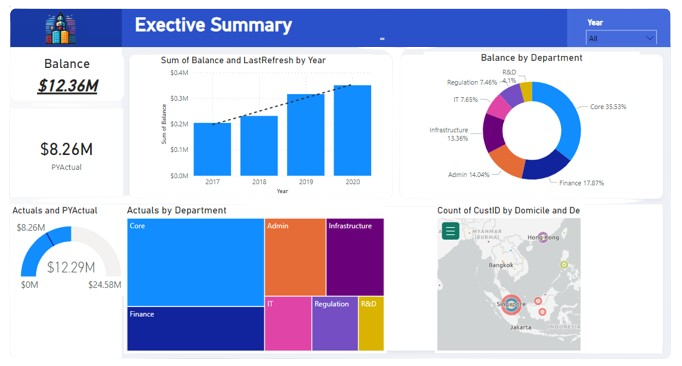 Exective Summary
Year
All
Balance
$12.36M
$8.26M
PYActual
Sum of Balance and LastRefresh by Year
$0.4M
$0.3M
$0.2M
$0.1M
$0.0M
Sum of Balance
2017
2018
2019
2020
Year
Balance by Department
R&D 4.1%
Regulation 7.46%
IT 7.65%
Infrastructure 13.36%
Admin 14.04%
Core 35.53%
Finance 17.87%
Actuals and PYActual
$8.26M
$12.29M
$0M
$24.58M
Actuals by Department
Core
Finance
Admin
Infrastructure
IT
Regulation
R&D
Count of CustID by Domicile and De
MYANMAR
(BURMA)
Hong Kong
Bangkok
Singapore
Jakarta
INDONESIA